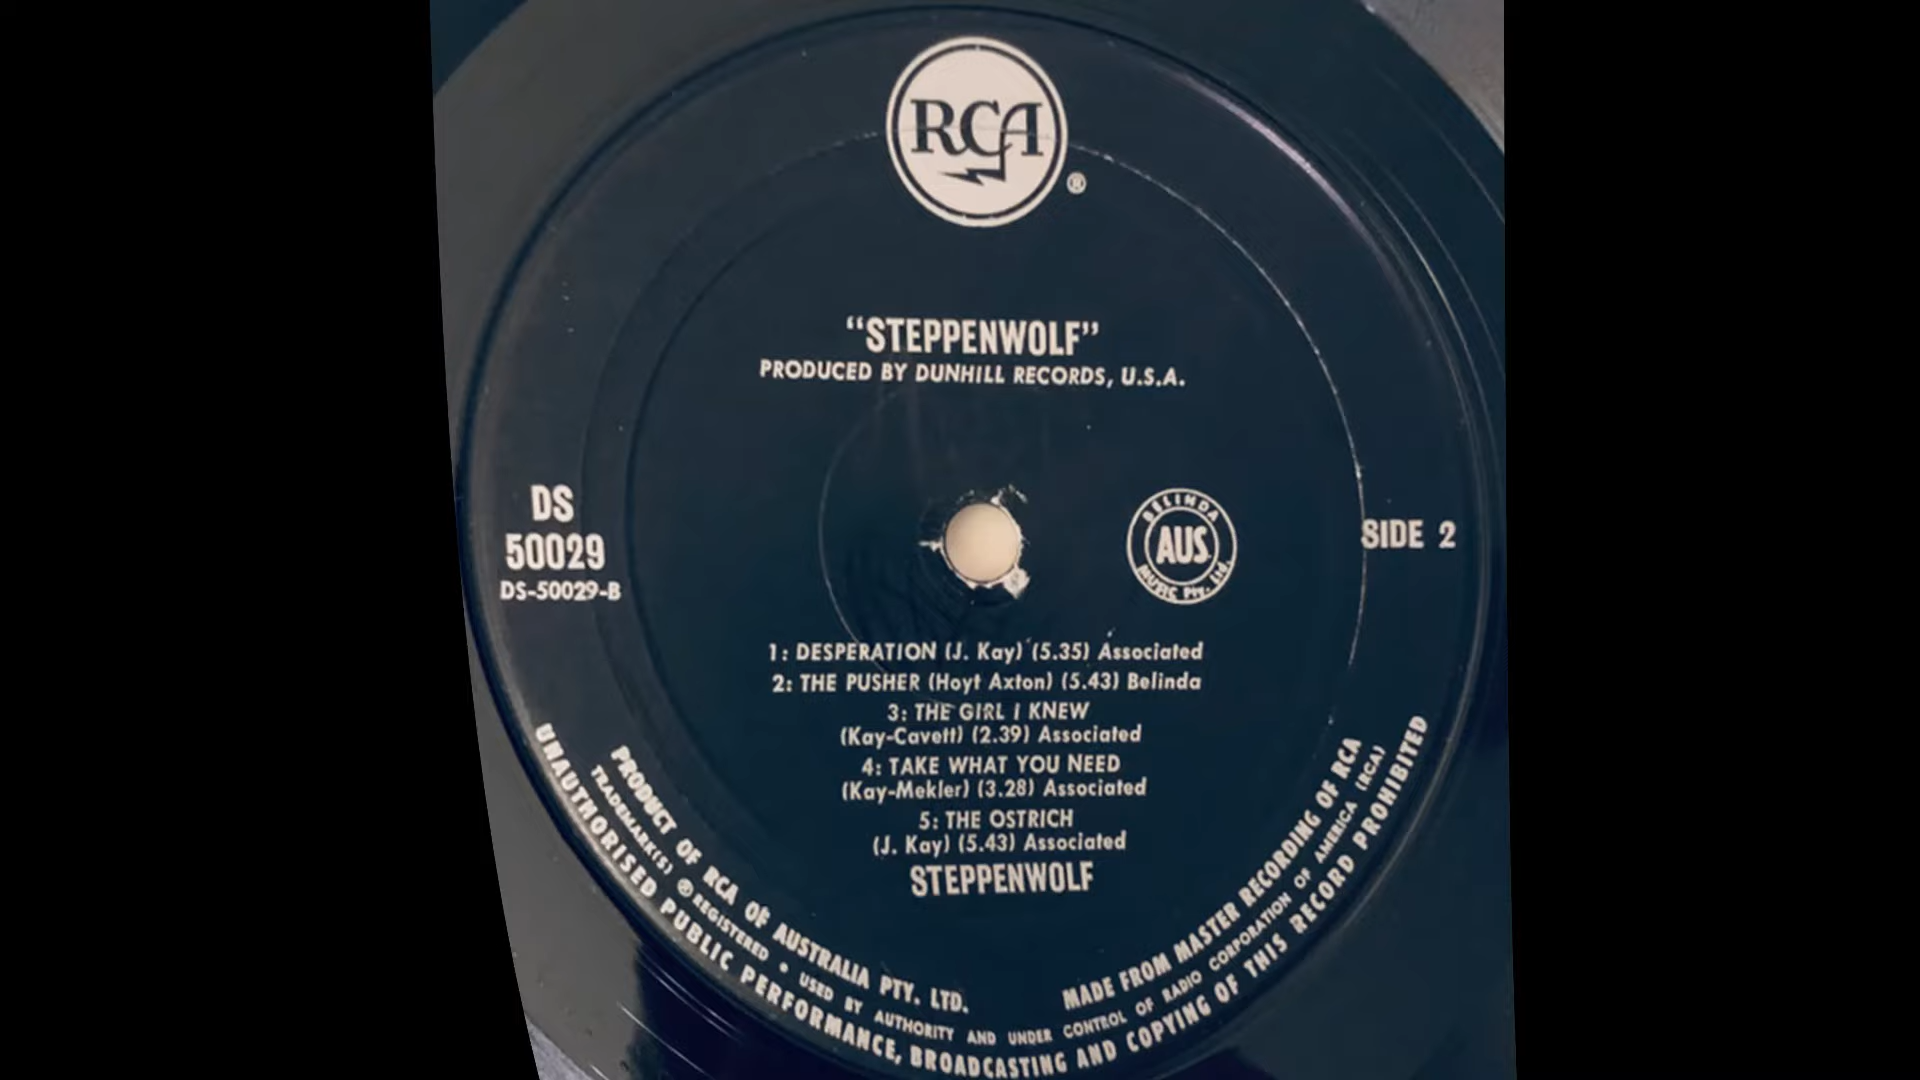 RCA
®
“STEPPENWOLF”
PRODUCED BY DUNHILL RECORDS, U.S.A.
DS
50029
DS-50029-B
BELINDA
AUS
MUSIC Pty. Ltd.
SIDE 2
1: DESPERATION (J. Kay) (5.35) Associated
2: THE PUSHER (Hoyt Axton) (5.43) Belinda
3: THE GIRL I KNEW
(Kay-Cavett) (2.39) Associated
4: TAKE WHAT YOU NEED
(Kay-Mekler) (3.28) Associated
5: THE OSTRICH
(J. Kay) (5.43) Associated
STEPPENWOLF
PRODUCT OF RCA OF AUSTRALIA PTY. LTD.
MADE FROM MASTER RECORDING OF RCA
TRADEMARK(S) ® REGISTERED • USED BY AUTHORITY AND UNDER CONTROL OF RADIO CORPORATION OF AMERICA (RCA)
UNAUTHORISED PUBLIC PERFORMANCE, BROADCASTING AND COPYING OF THIS RECORD PROHIBITED